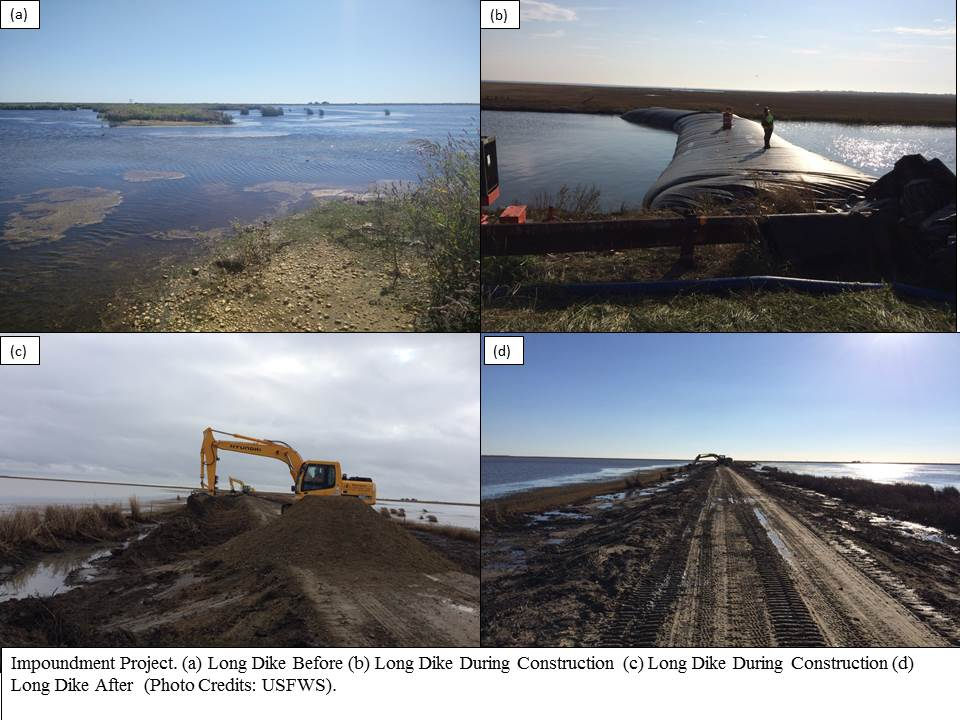 (a)
(b)
(c)
HYUNDAI
(d)
Impoundment Project. (a) Long Dike Before (b) Long Dike During Construction (c) Long Dike During Construction (d)
Long Dike After (Photo Credits: USFWS).